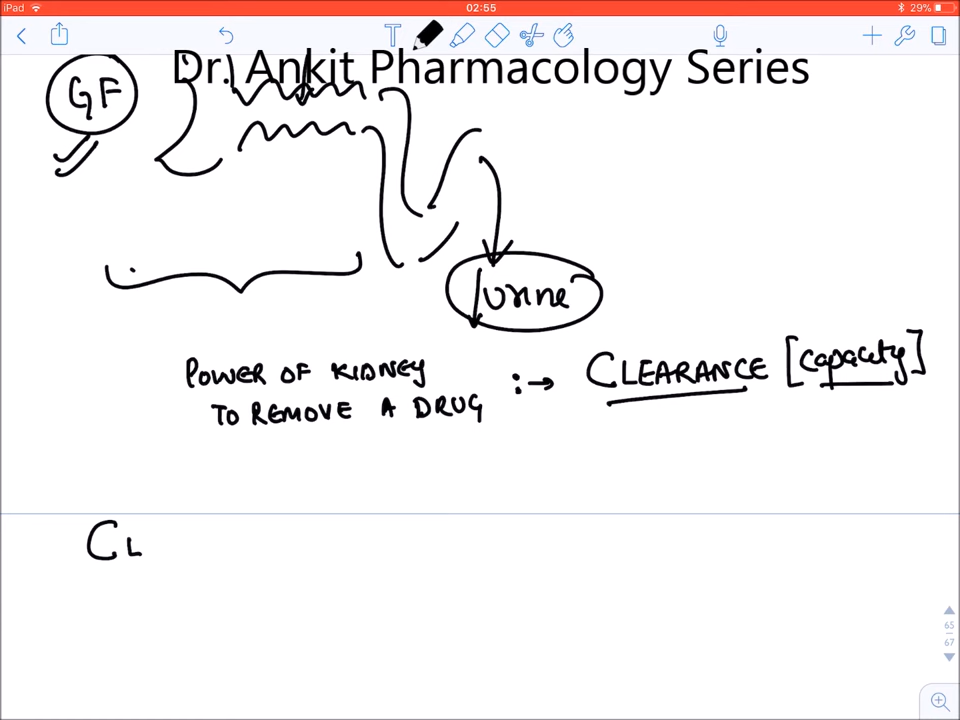 iPad 02:55 29%
T
Dr. Ankit Pharmacology Series
GF
urine
POWER OF KIDNEY
TO REMOVE A DRUG
:→ CLEARANCE [Capacity]
CL
65
67